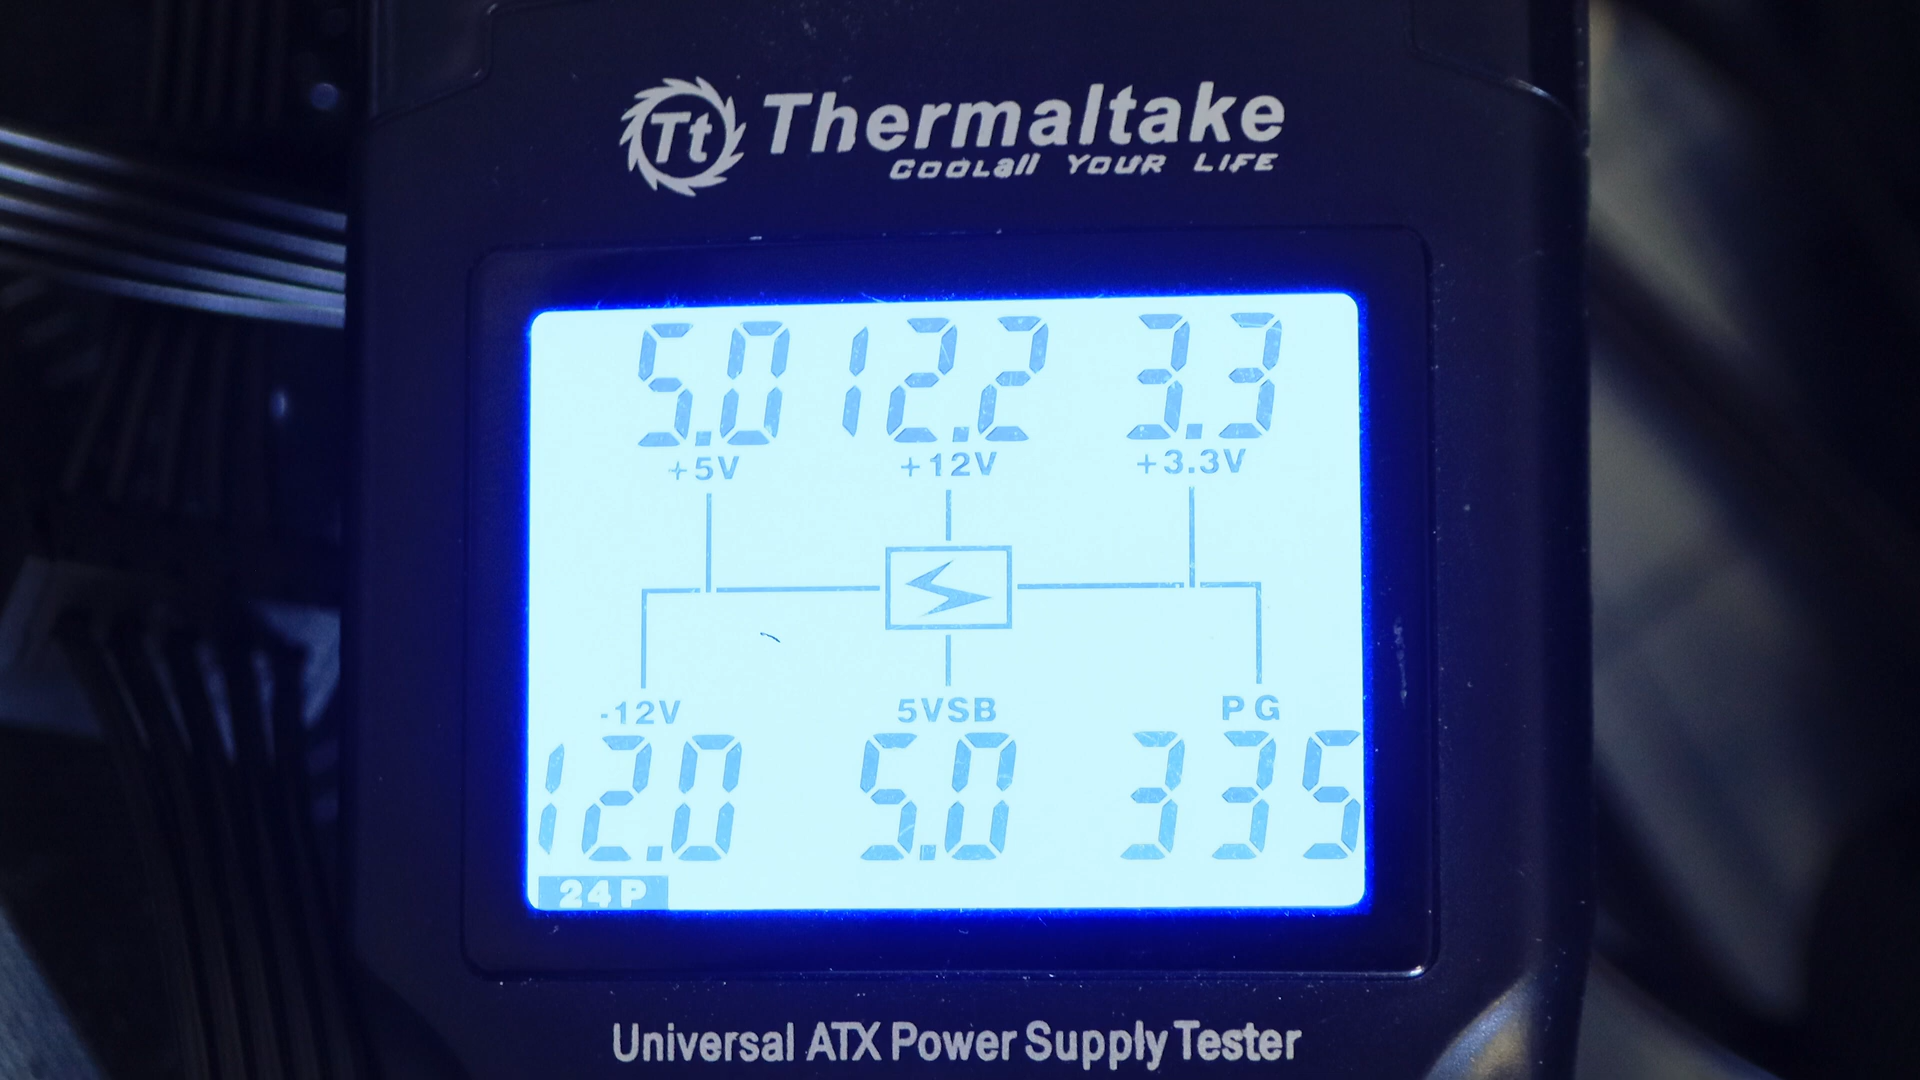 Tt Thermaltake
COOLall YOUR LIFE
5.0 12.2 3.3
+5V +12V +3.3V
-12V 5VSB PG
12.0 5.0 335
24P
Universal ATX Power Supply Tester